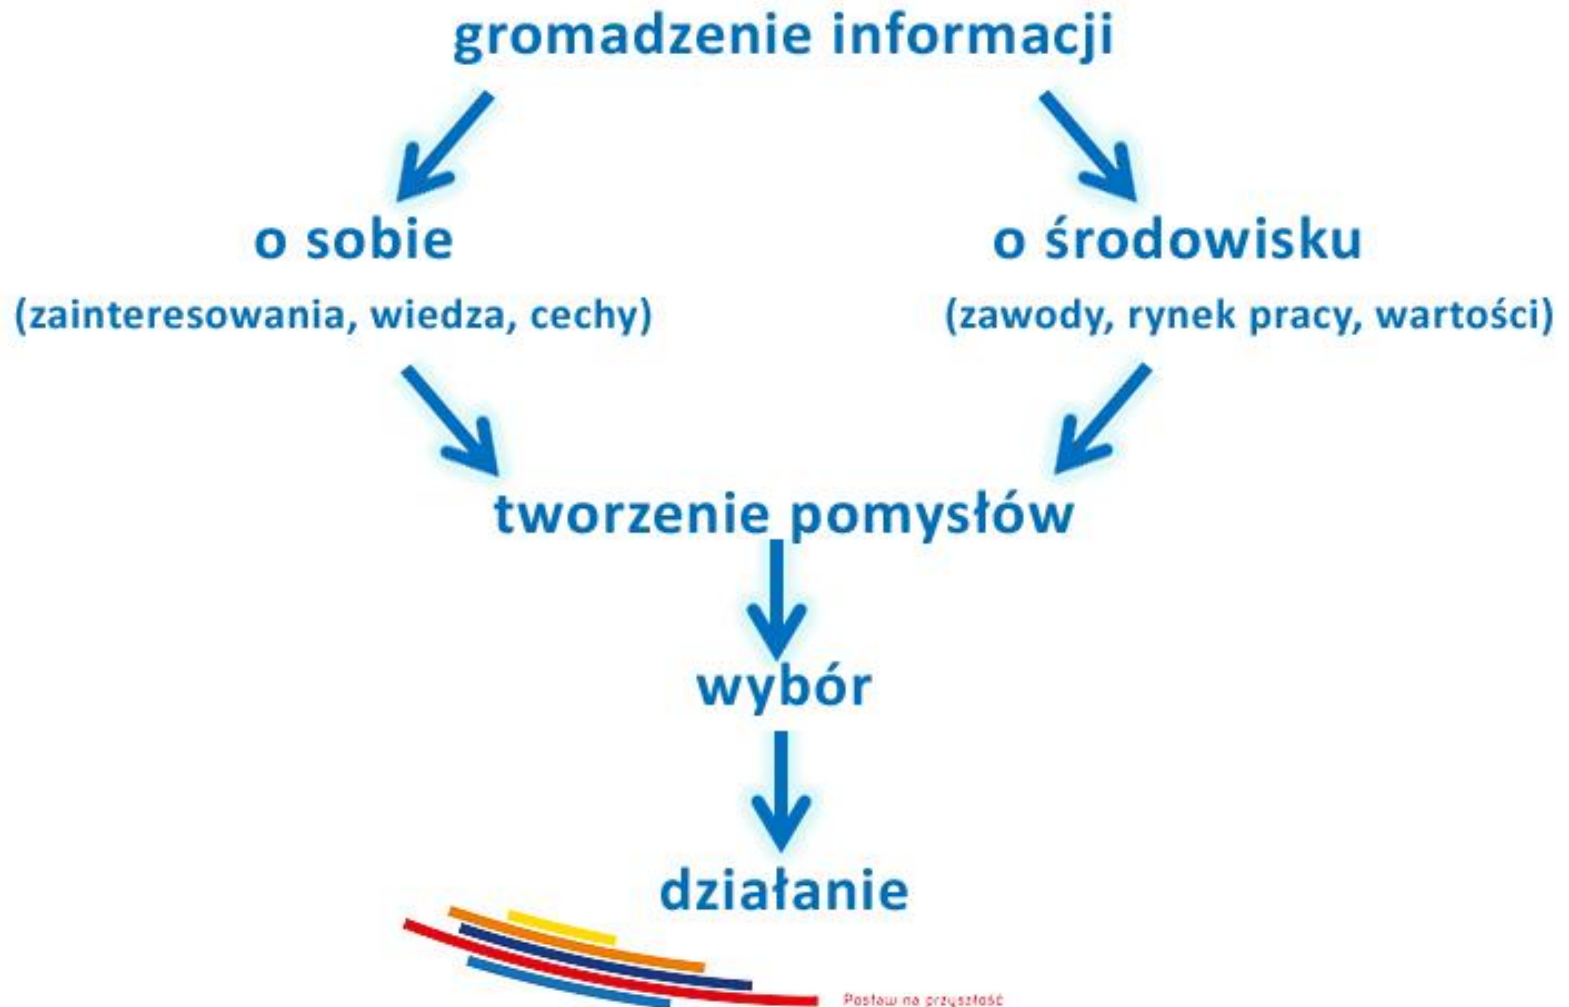 gromadzenie informacji
o sobie
(zainteresowania, wiedza, cechy)
o środowisku
(zawody, rynek pracy, wartości)
tworzenie pomysłów
wybór
działanie
Postaw na przyszłość